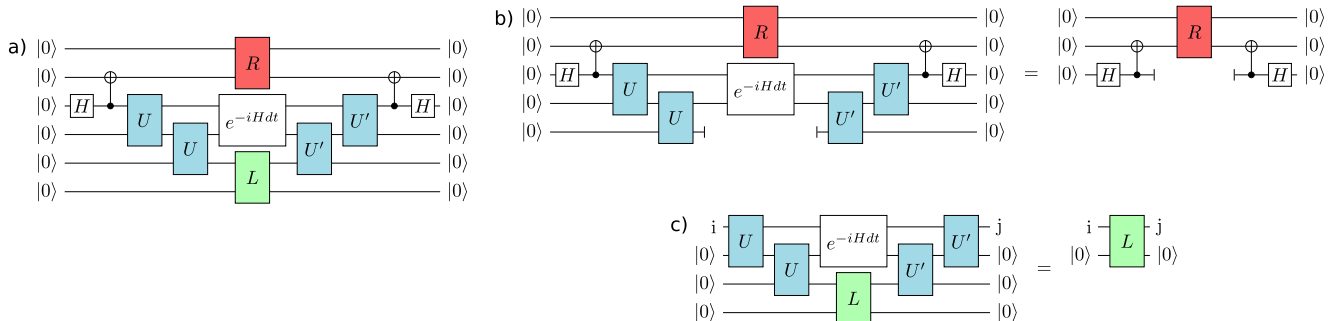 a)
|0⟩ R |0⟩
|0⟩ |0⟩
|0⟩ H U e^{-iHdt} U' H |0⟩
|0⟩ U U' |0⟩
|0⟩ L |0⟩
|0⟩ |0⟩
b)
|0⟩ R |0⟩ |0⟩ R |0⟩
|0⟩ |0⟩ |0⟩ |0⟩
|0⟩ H U e^{-iHdt} U' H |0⟩ = |0⟩ H H |0⟩
|0⟩ U U' |0⟩
|0⟩ |0⟩
c)
i U e^{-iHdt} U' j i L j
|0⟩ U U' |0⟩ = |0⟩ |0⟩
|0⟩ L |0⟩
|0⟩ |0⟩